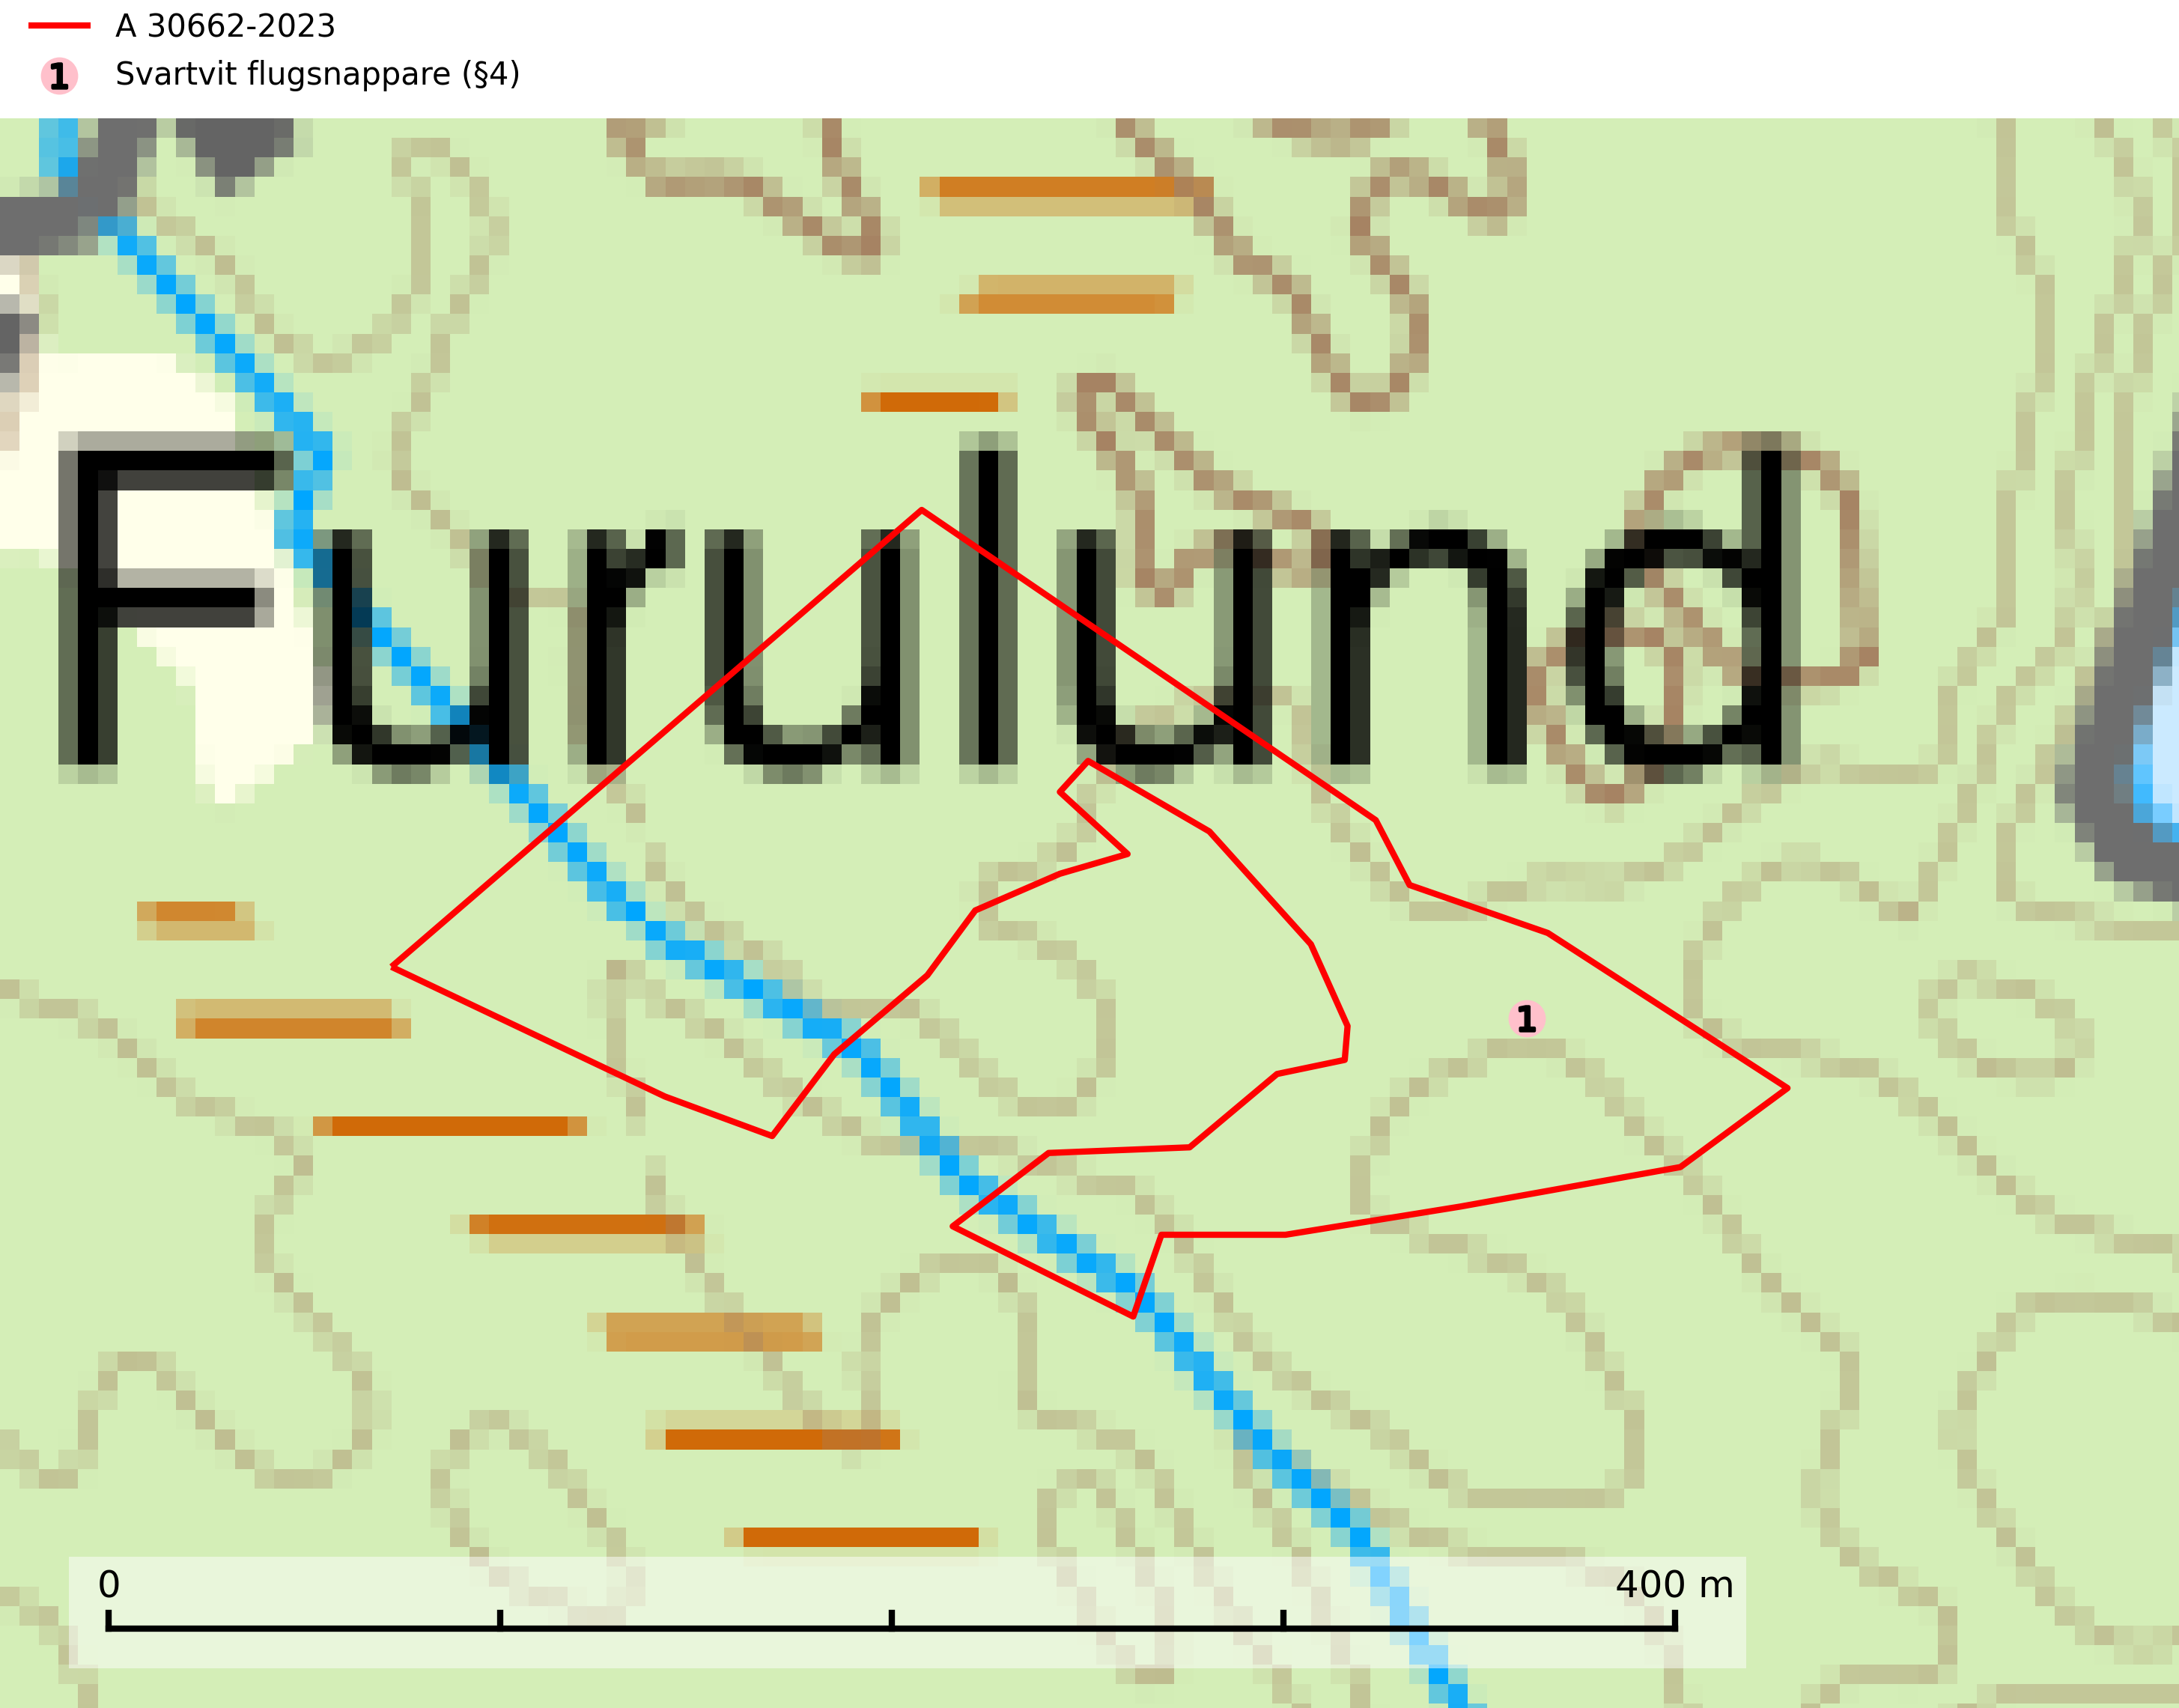 A 30662-2023
1 Svartvit flugsnappare (§4)
Furulund
1
0 400 m